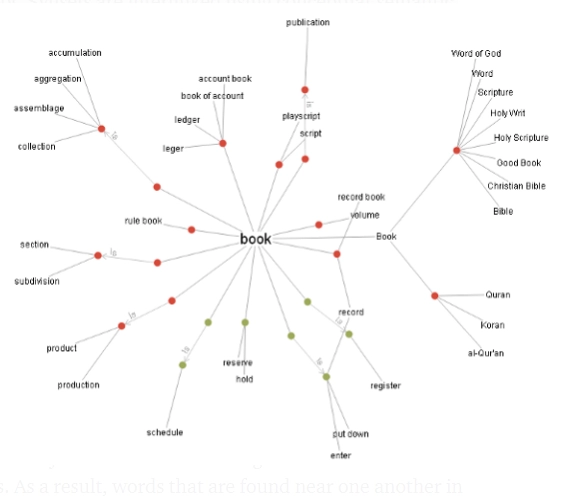 publication
accumulation
Word of God
Word
aggregation
account book
Scripture
book of account
is
assemblage
playscript
Holy Writ
ledger
is
script
Holy Scripture
collection
leger
Good Book
Christian Bible
record book
Bible
volume
rule book
book
Book
section
is
subdivision
Quran
is
record
is
Koran
product
is
al-Qur'an
reserve
is
hold
production
register
schedule
put down
enter
s. As a result, words that are found near one another in